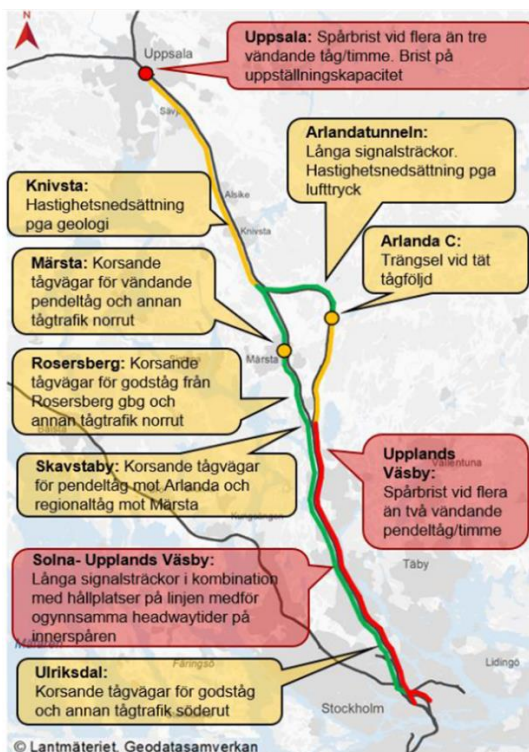 N
Uppsala: Spårbrist vid flera än tre
vändande tåg/timme. Brist på
uppställningskapacitet
Uppsala
Arlandatunneln:
Långa signalsträckor.
Hastighetsnedsättning pga
lufttryck
Knivsta:
Hastighetsnedsättning
pga geologi
Alsike
Knivsta
Arlanda C:
Trängsel vid tät
tågföljd
Märsta: Korsande
tågvägar för vändande
pendeltåg och annan
tågtrafik norrut
Märsta
Rosersberg: Korsande
tågvägar för godståg från
Rosersberg gbg och
annan tågtrafik norrut
Skavstaby: Korsande tågvägar
för pendeltåg mot Arlanda och
regionaltåg mot Märsta
Upplands
Väsby:
Spårbrist vid flera
än två vändande
pendeltåg/timme
Vallentuna
Solna- Upplands Väsby:
Långa signalsträckor i kombination
med hållplatser på linjen medför
ogynnsamma headwaytider på
innerspåren
Täby
Mälaren
Färingsö
Ulriksdal:
Korsande tågvägar för godståg
och annan tågtrafik söderut
Lidingö
Stockholm
© Lantmäteriet, Geodatasamverkan